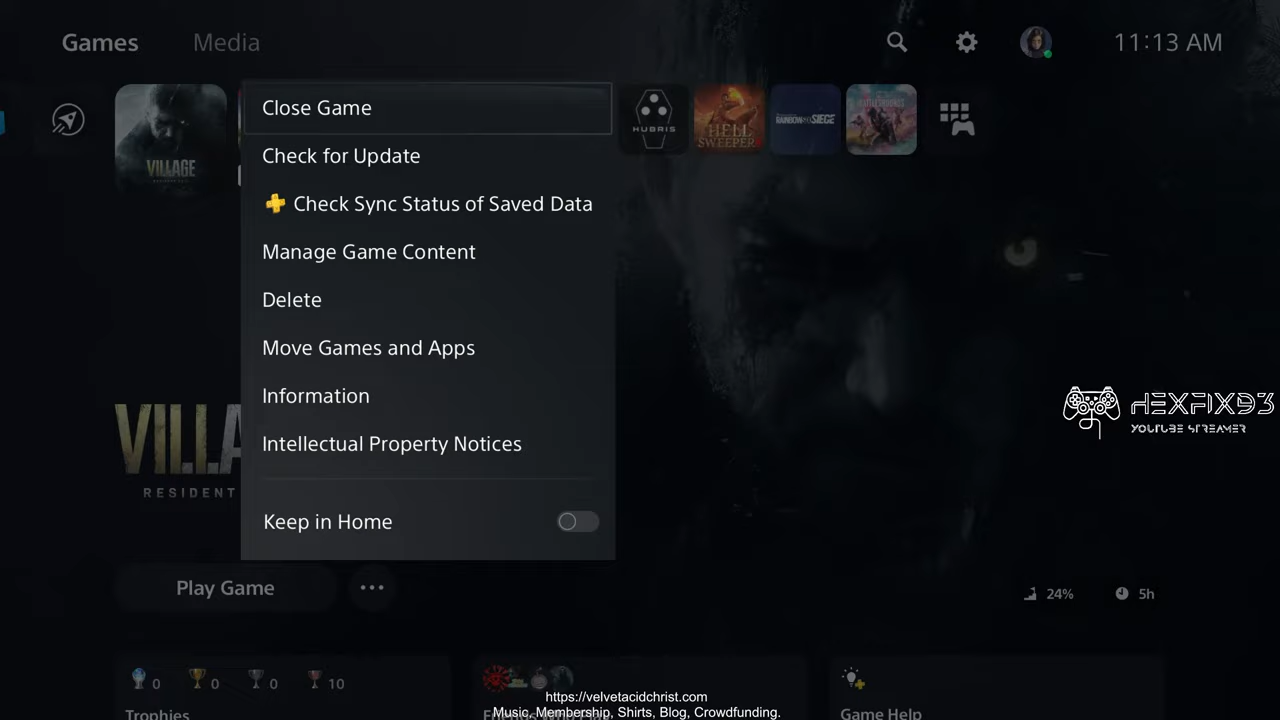 Games
Media
11:13 AM
VILLAGE
Close Game
Check for Update
Check Sync Status of Saved Data
Manage Game Content
Delete
Move Games and Apps
Information
Intellectual Property Notices
Keep in Home
HUBRIS
HELL
SWEEPER
RAINBOW SIX SIEGE
HEXFIX93
YOUTUBE STREAMER
RESIDENT
Play Game
24%
5h
0
0
0
10
Trophies
Game Help
https://velvetacidchrist.com
Music, Membership, Shirts, Blog, Crowdfunding.